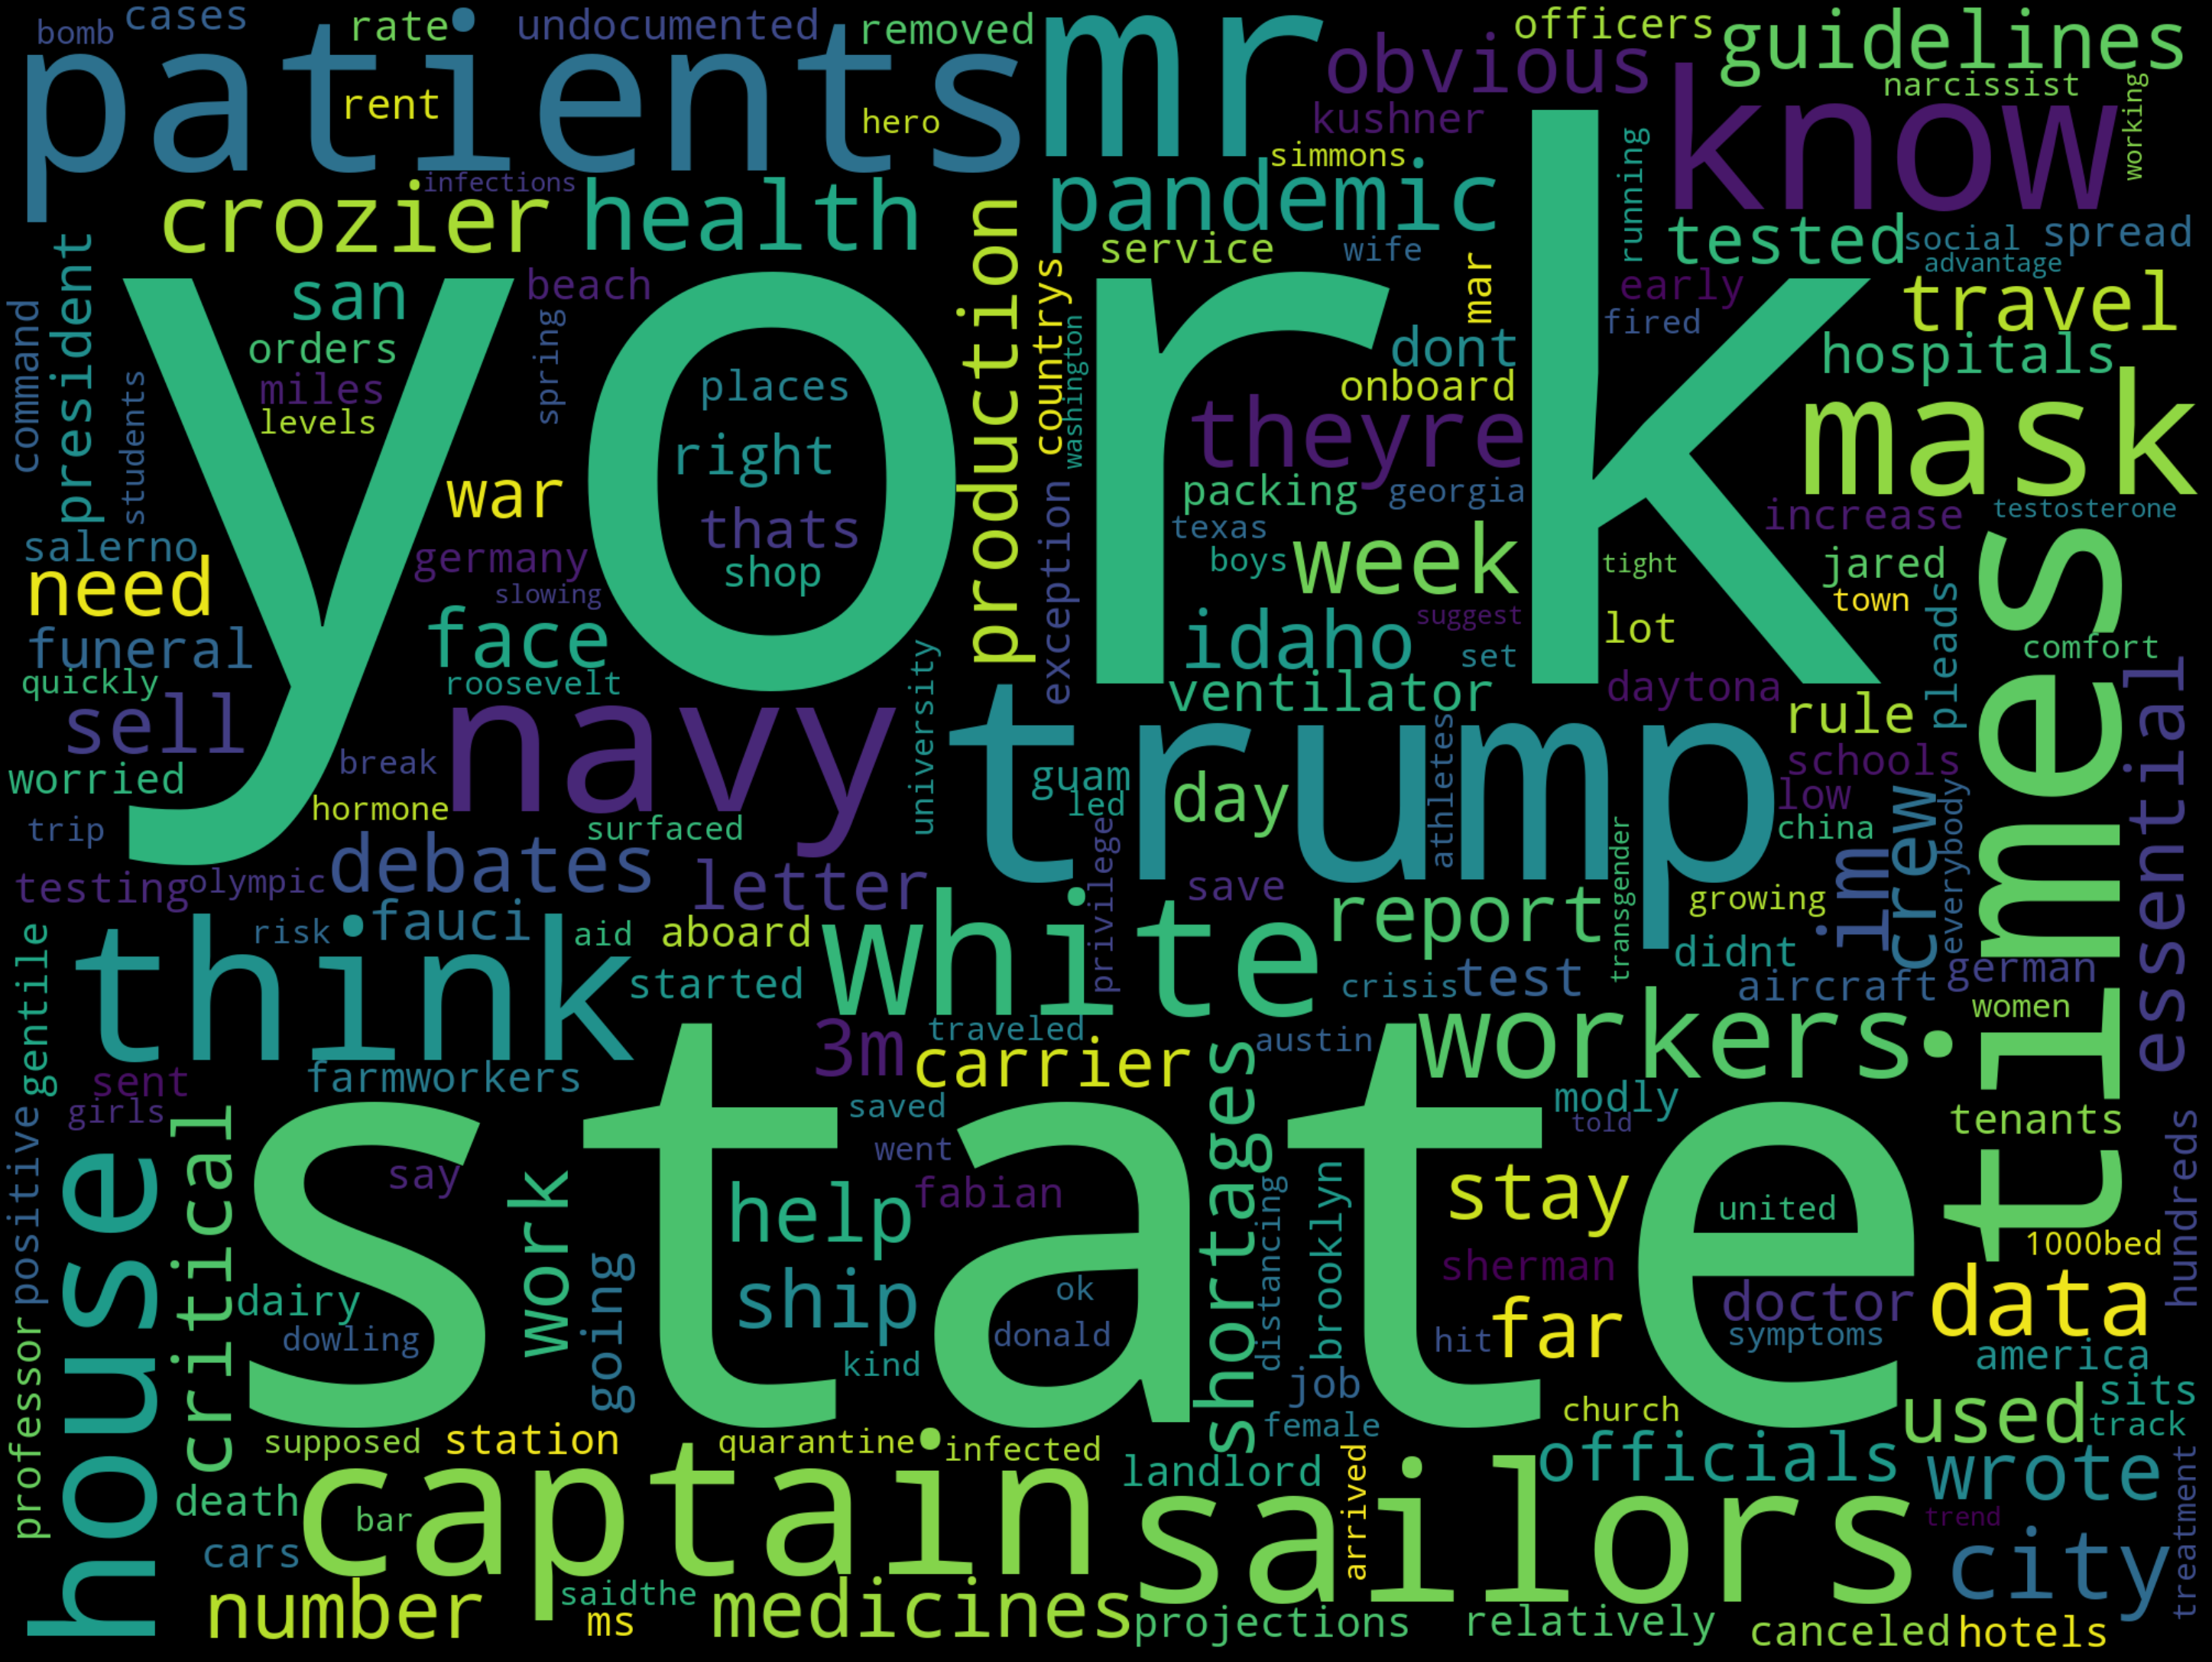 bomb
cases
rate
undocumented
removed
mr
officers
guidelines
patients
rent
hero
obvious
narcissist
kushner
simmons
know
working
infections
crozier
health
production
pandemic
running
tested
social
spread
service
wife
advantage
president
command
san
beach
york
countrys
mar
early
travel
orders
spring
washington
dont
fired
hospitals
miles
students
levels
places
onboard
right
theyre
mask
war
packing
georgia
thats
exception
texas
increase
testosterone
salerno
germany
shop
boys
week
tight
jared
need
slowing
town
times
funeral
face
idaho
suggest
lot
set
pleads
comfort
quickly
roosevelt
university
ventilator
daytona
essential
sell
navy
trump
rule
worried
break
guam
athletes
schools
hormone
led
day
low
trip
surfaced
privilege
transgender
china
crew
everybody
debates
im
testing
olympic
letter
save
growing
think
risk
fauci
aid
aboard
white
report
didnt
gentile
started
crisis
test
aircraft
german
women
3m
traveled
carrier
austin
workers
sent
farmworkers
shortages
girls
saved
modly
told
tenants
positive
critical
state
went
hundreds
house
say
work
help
fabian
distancing
brooklyn
stay
united
1000bed
dairy
going
ship
ok
sherman
doctor
data
dowling
donald
hit
far
symptoms
professor
kind
job
america
sits
supposed
station
quarantine
infected
female
church
used
track
captain
landlord
sailors
officials
wrote
treatment
death
bar
arrived
trend
cars
city
number
saidthe
medicines
ms
projections
relatively
canceled
hotels